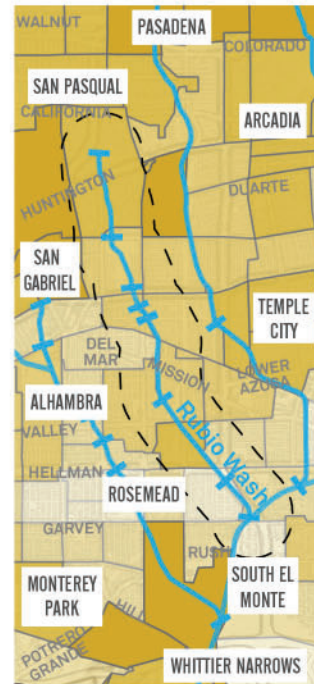 WALNUT
PASADENA
COLORADO
SAN PASQUAL
CALIFORNIA
ARCADIA
HUNTINGTON
DUARTE
SAN
GABRIEL
TEMPLE
CITY
DEL
MAR
MISSION
LOWER
AZUSA
ALHAMBRA
VALLEY
Rubio Wash
HELLMAN
ROSEMEAD
GARVEY
RUSH
MONTEREY
PARK
SOUTH EL
MONTE
HILL
POTRERO
GRANDE
WHITTIER NARROWS